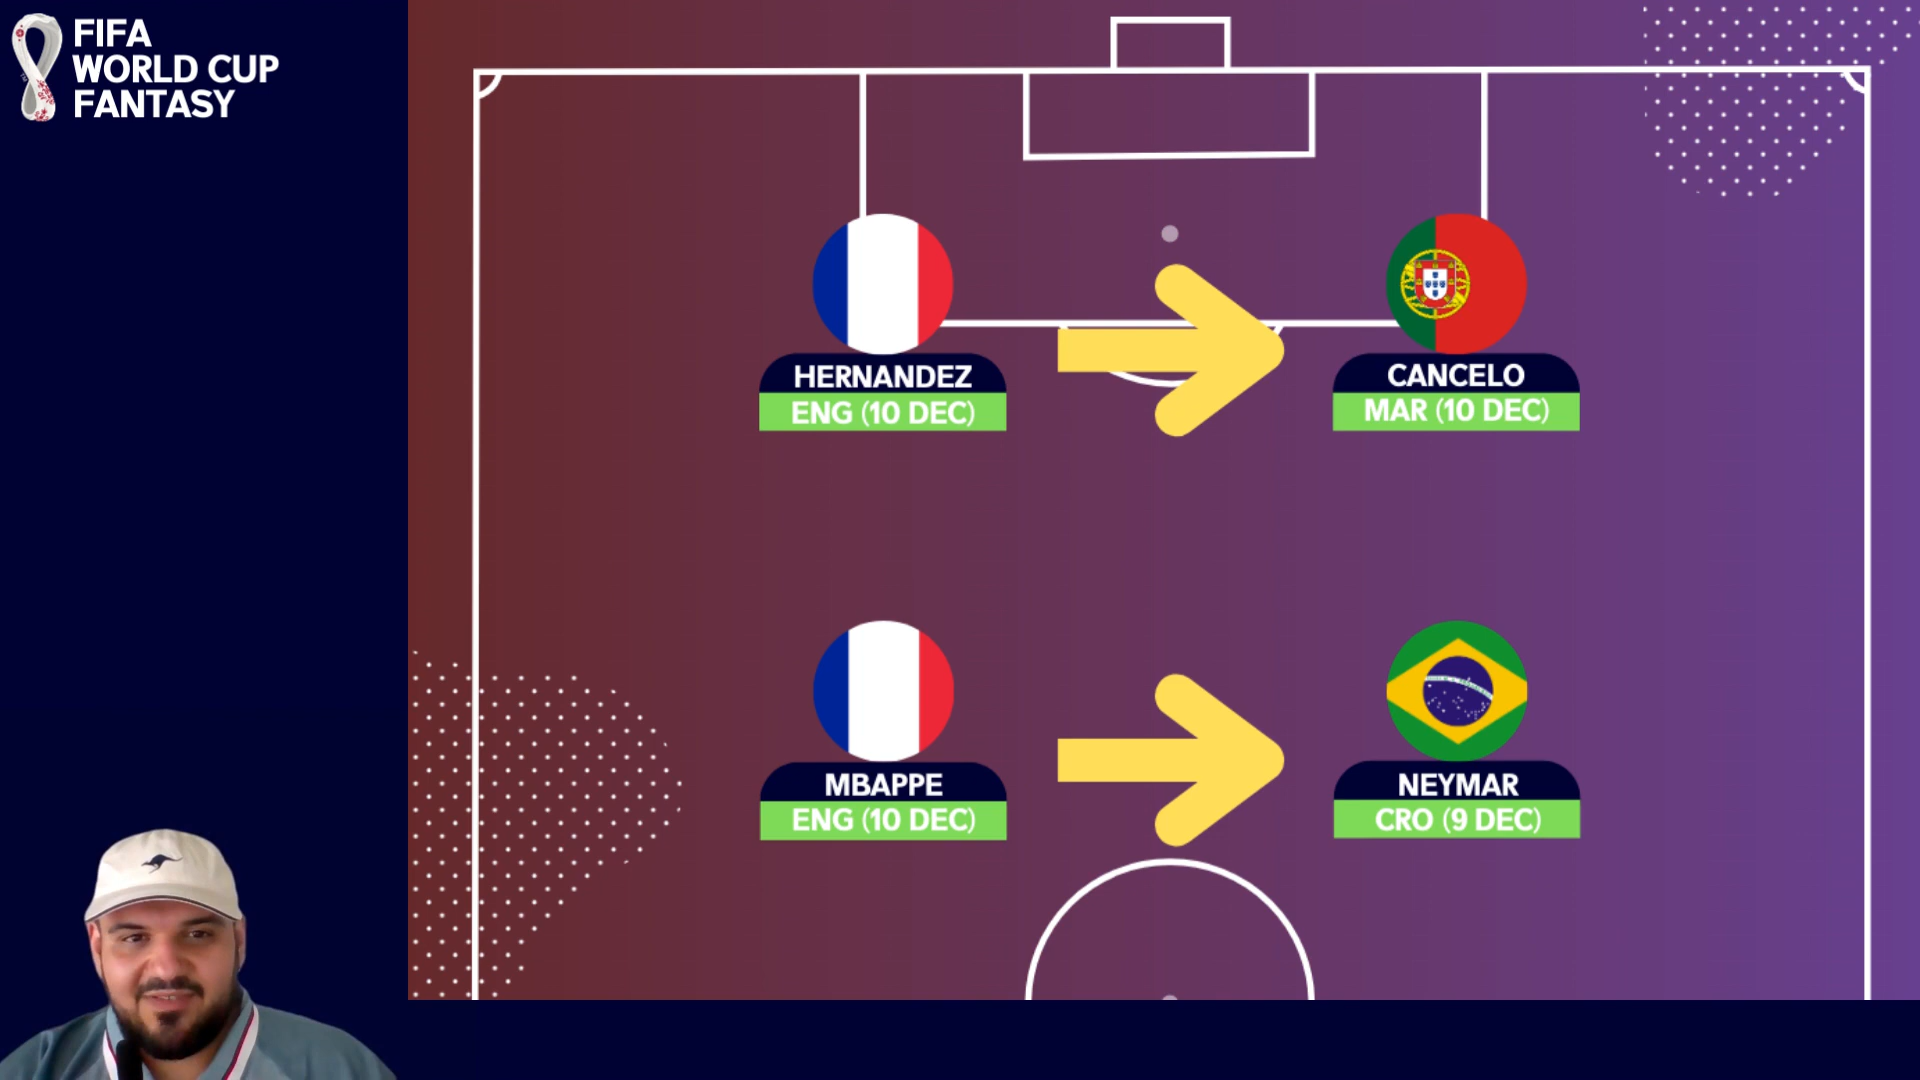 FIFA
WORLD CUP
FANTASY
HERNANDEZ
ENG (10 DEC)
CANCELO
MAR (10 DEC)
MBAPPE
ENG (10 DEC)
NEYMAR
CRO (9 DEC)